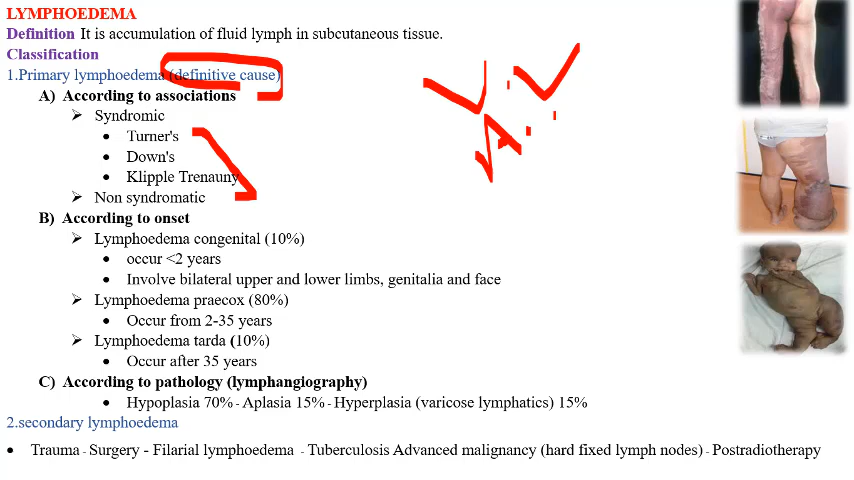 LYMPHOEDEMA
Definition It is accumulation of fluid lymph in subcutaneous tissue.
Classification
1.Primary lymphoedema (definitive cause)
A) According to associations
➢ Syndromic
• Turner's
• Down's
• Klipple Trenauny
➢ Non syndromatic
B) According to onset
➢ Lymphoedema congenital (10%)
• occur <2 years
• Involve bilateral upper and lower limbs, genitalia and face
➢ Lymphoedema praecox (80%)
• Occur from 2-35 years
➢ Lymphoedema tarda (10%)
• Occur after 35 years
C) According to pathology (lymphangiography)
• Hypoplasia 70% - Aplasia 15% - Hyperplasia (varicose lymphatics) 15%
2.secondary lymphoedema
• Trauma - Surgery - Filarial lymphoedema - Tuberculosis Advanced malignancy (hard fixed lymph nodes) - Postradiotherapy